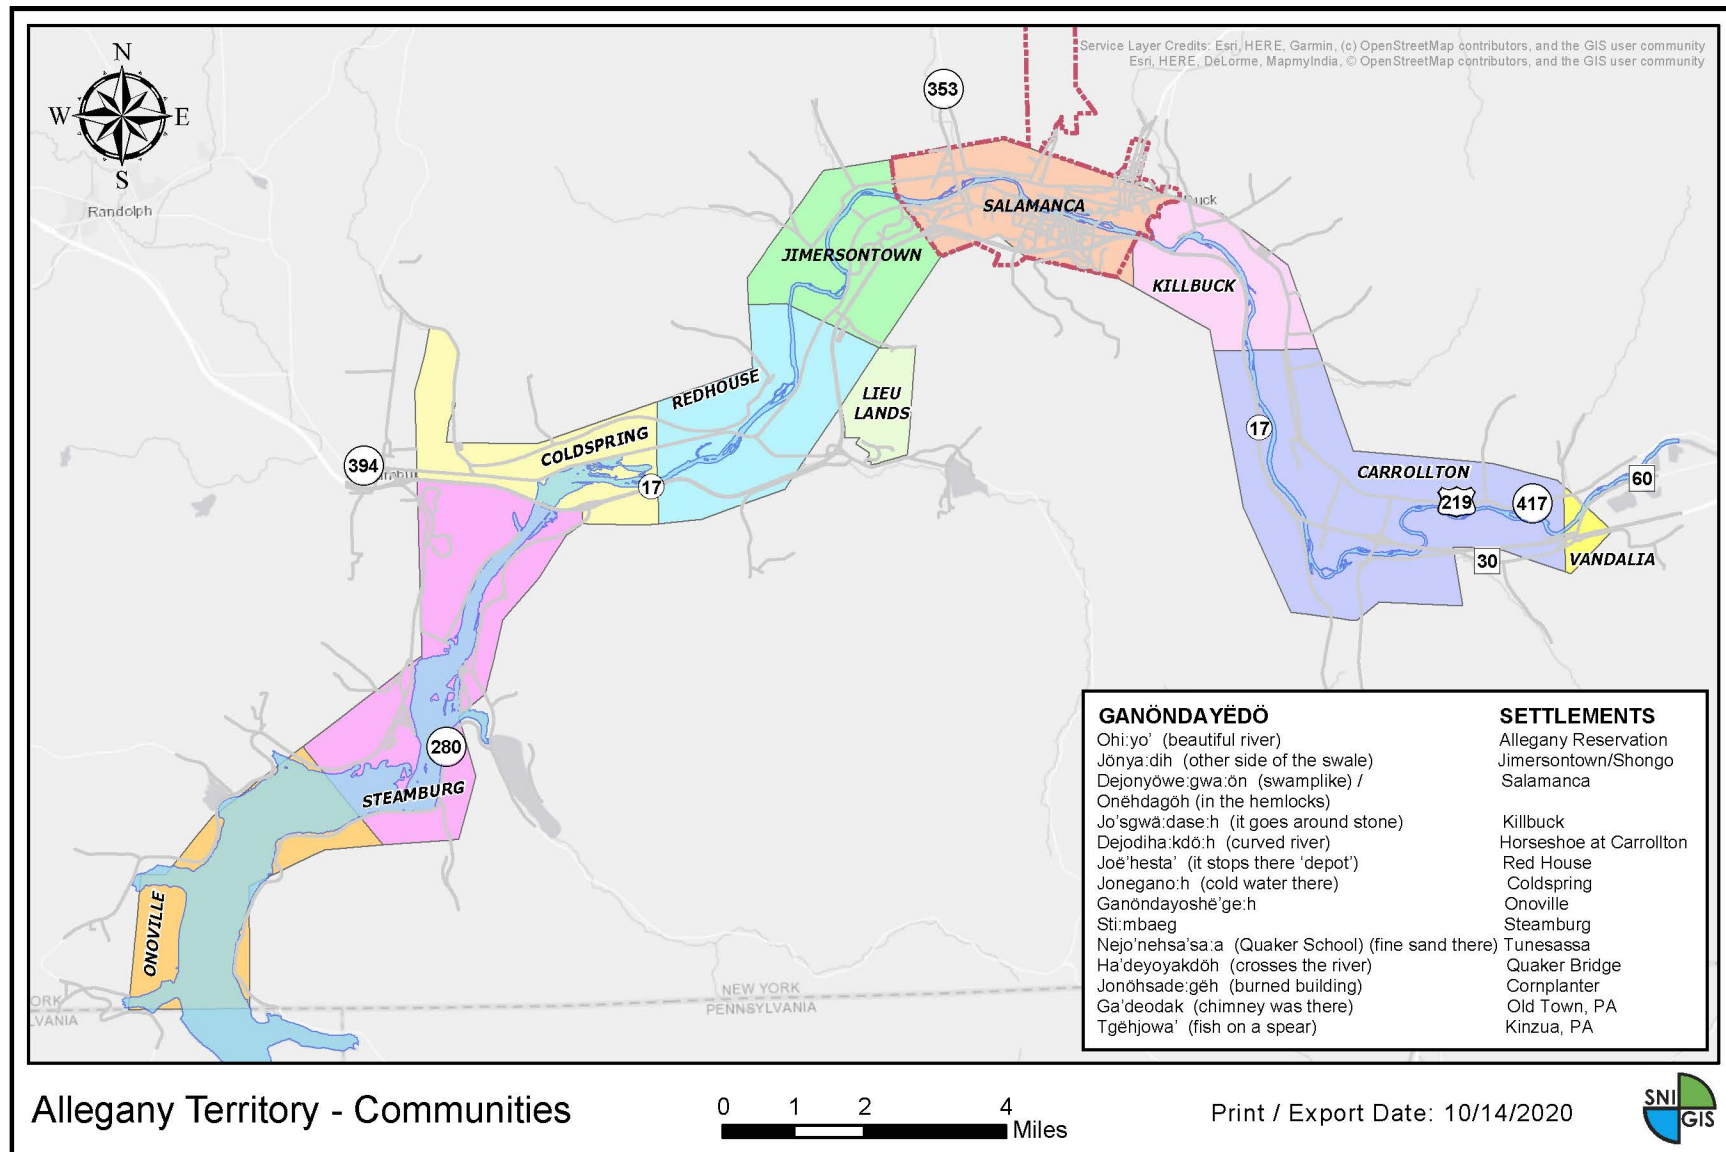 Service Layer Credits: Esri, HERE, Garmin, (c) OpenStreetMap contributors, and the GIS user community
Esri, HERE, DeLorme, MapmyIndia, © OpenStreetMap contributors, and the GIS user community
N
W E
S
353
Randolph
SALAMANCA
JIMERSONTOWN
KILLBUCK
REDHOUSE
LIEU
LANDS
COLDSPRING
394
17
17
CARROLLTON
60
219
417
30
VANDALIA
280
STEAMBURG
ONOVILLE
NEW YORK
PENNSYLVANIA
ORK
LVANIA
GANÖNDAYËDÖ SETTLEMENTS
Ohi:yo' (beautiful river) Allegany Reservation
Jönya:dih (other side of the swale) Jimersontown/Shongo
Dejonyöwe:gwa:ön (swamplike) / Salamanca
Onëhdagöh (in the hemlocks)
Jo'sgwä:dase:h (it goes around stone) Killbuck
Dejodiha:kdö:h (curved river) Horseshoe at Carrollton
Joë'hesta' (it stops there 'depot') Red House
Jonegano:h (cold water there) Coldspring
Ganöndayoshë'ge:h Onoville
Sti:mbaeg Steamburg
Nejo'nehsa'sa:a (Quaker School) (fine sand there) Tunesassa
Ha'deyoyakdöh (crosses the river) Quaker Bridge
Jonöhsade:gëh (burned building) Cornplanter
Ga'deodak (chimney was there) Old Town, PA
Tgëhjowa' (fish on a spear) Kinzua, PA
Allegany Territory - Communities
0 1 2 4
Miles
Print / Export Date: 10/14/2020
SNI
GIS